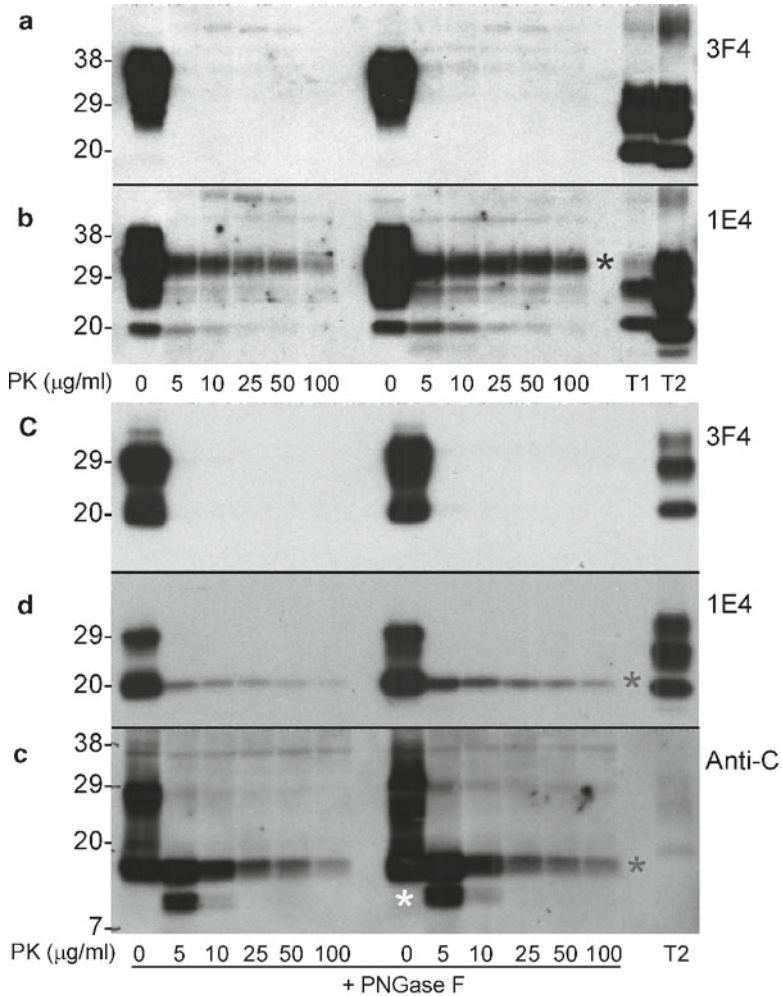 a
38-
29-
20-
3F4
b
38-
29-
20-
* 1E4
PK (µg/ml) 0 5 10 25 50 100 0 5 10 25 50 100 T1 T2
C
29-
20-
3F4
d
29-
20-
* 1E4
c
38-
29-
20-
7-
* * Anti-C
PK (µg/ml) 0 5 10 25 50 100 0 5 10 25 50 100 T2
+ PNGase F